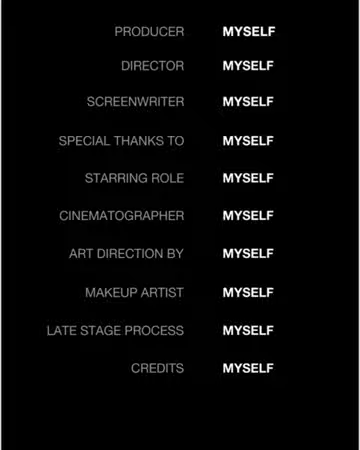 PRODUCER MYSELF
DIRECTOR MYSELF
SCREENWRITER MYSELF
SPECIAL THANKS TO MYSELF
STARRING ROLE MYSELF
CINEMATOGRAPHER MYSELF
ART DIRECTION BY MYSELF
MAKEUP ARTIST MYSELF
LATE STAGE PROCESS MYSELF
CREDITS MYSELF